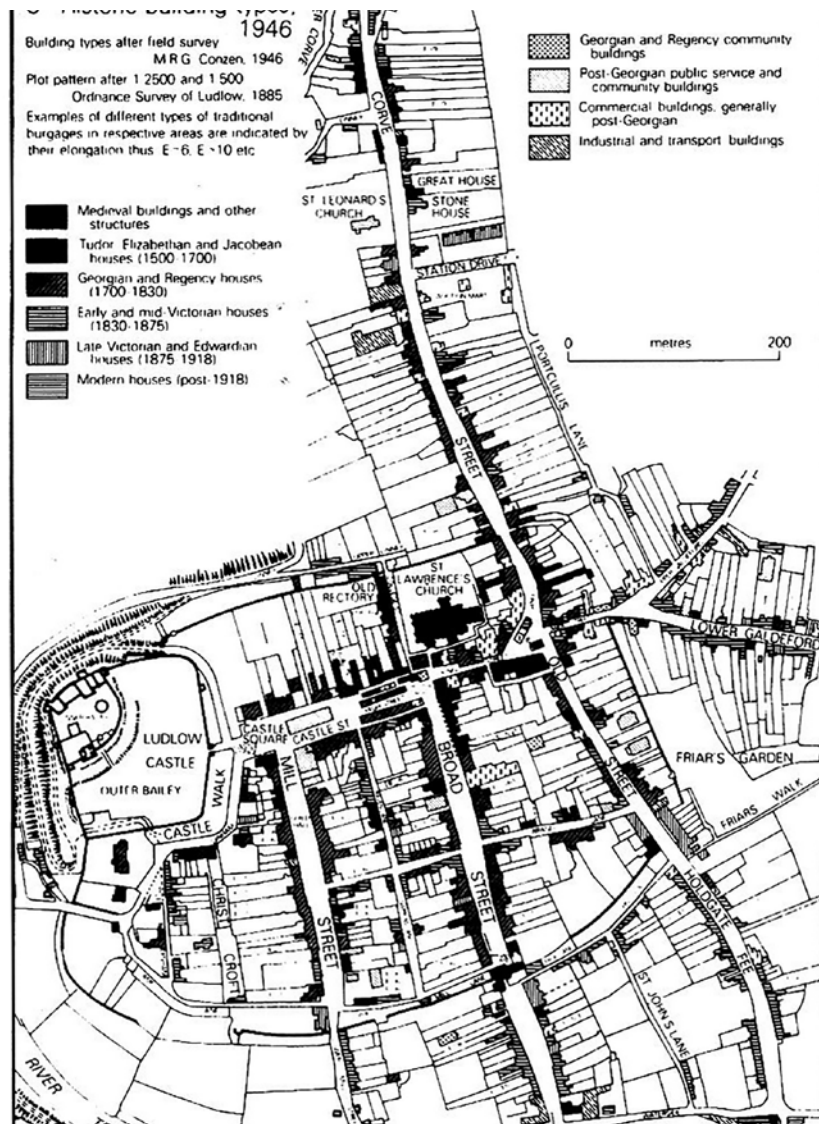 Historic building types,
1946
Building types after field survey
M R G Conzen, 1946
Plot pattern after 1 2500 and 1 500
Ordnance Survey of Ludlow, 1885
Examples of different types of traditional
burgages in respective areas are indicated by
their elongation thus E~6, E~10 etc
Medieval buildings and other
structures
Tudor Elizabethan and Jacobean
houses (1500-1700)
Georgian and Regency houses
(1700-1830)
Early and mid-Victorian houses
(1830-1875)
Late Victorian and Edwardian
houses (1875 1918)
Modern houses (post-1918)
Georgian and Regency community
buildings
Post-Georgian public service and
community buildings
Commercial buildings, generally
post-Georgian
Industrial and transport buildings
0 metres 200
CORVE
CORVE
GREAT HOUSE
ST LEONARD'S
CHURCH
STONE
HOUSE
STATION DRIVE
AUCTION MART
PORTCULLIS LANE
STREET
ST
LAWRENCE'S
CHURCH
OLD
RECTORY
LOWER GALDEFORD
OLD
STREET
CASTLE
SQUARE
CASTLE ST
LUDLOW
CASTLE
OUTER BAILEY
CASTLE
WALK
MILL
STREET
BROAD
STREET
FRIAR'S GARDEN
FRIARS WALK
CHRIST
CROFT
HOLDGATE
FEE
ST JOHN'S LANE
RIVER